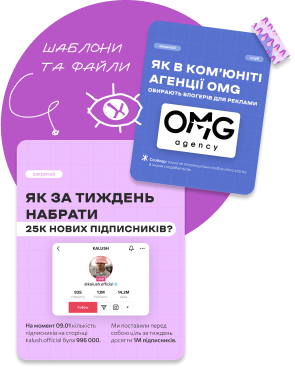 ШАБЛОНИ
ТА ФАЙЛИ
ЯК В КОМ'ЮНІТІ
АГЕНЦІЇ OMG
ОБИРАЮТЬ БЛОГЕРІВ ДЛЯ РЕКЛАМИ
OMG
agency
ЯК ЗА ТИЖДЕНЬ
НАБРАТИ
25К НОВИХ ПІДПИСНИКІВ?
KALUSH
@kalush.official
Follow
На момент 09.01 кількість
підписників на сторінці
kalush.official була 996 000.
Ми поставили перед
собою ціль за тиждень
досягти 1М підписників.